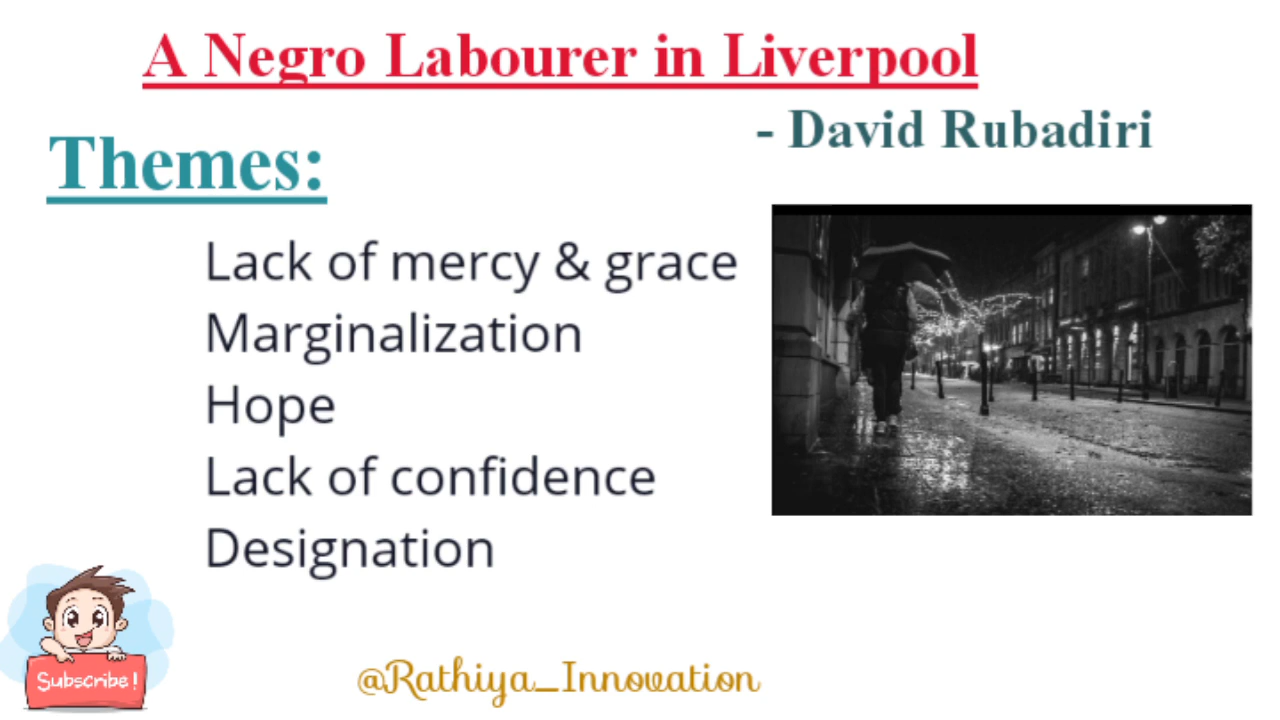 A Negro Labourer in Liverpool
- David Rubadiri
Themes:
Lack of mercy & grace
Marginalization
Hope
Lack of confidence
Designation
Subscribe!
@Rathiya_Innovation